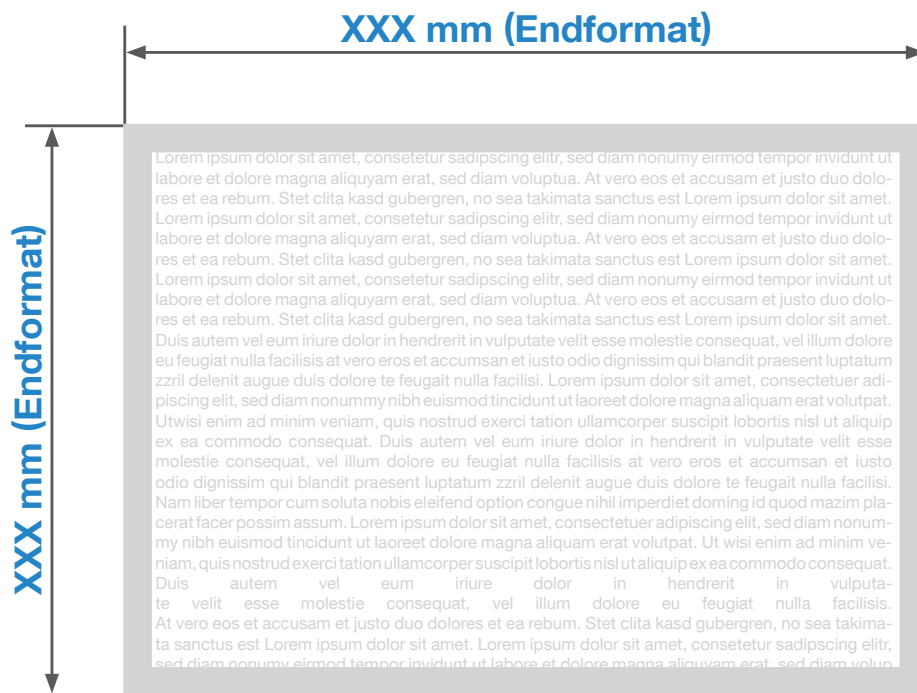 XXX mm (Endformat)
XXX mm (Endformat)
Lorem ipsum dolor sit amet, consetetur sadipscing elitr, sed diam nonumy eirmod tempor invidunt ut
labore et dolore magna aliquyam erat, sed diam voluptua. At vero eos et accusam et justo duo dolo-
res et ea rebum. Stet clita kasd gubergren, no sea takimata sanctus est Lorem ipsum dolor sit amet.
Lorem ipsum dolor sit amet, consetetur sadipscing elitr, sed diam nonumy eirmod tempor invidunt ut
labore et dolore magna aliquyam erat, sed diam voluptua. At vero eos et accusam et justo duo dolo-
res et ea rebum. Stet clita kasd gubergren, no sea takimata sanctus est Lorem ipsum dolor sit amet.
Lorem ipsum dolor sit amet, consetetur sadipscing elitr, sed diam nonumy eirmod tempor invidunt ut
labore et dolore magna aliquyam erat, sed diam voluptua. At vero eos et accusam et justo duo dolo-
res et ea rebum. Stet clita kasd gubergren, no sea takimata sanctus est Lorem ipsum dolor sit amet.
Duis autem vel eum iriure dolor in hendrerit in vulputate velit esse molestie consequat, vel illum dolore
eu feugiat nulla facilisis at vero eros et accumsan et iusto odio dignissim qui blandit praesent luptatum
zzril delenit augue duis dolore te feugait nulla facilisi. Lorem ipsum dolor sit amet, consectetuer adi-
piscing elit, sed diam nonummy nibh euismod tincidunt ut laoreet dolore magna aliquam erat volutpat.
Utwisi enim ad minim veniam, quis nostrud exerci tation ullamcorper suscipit lobortis nisl ut aliquip
ex ea commodo consequat. Duis autem vel eum iriure dolor in hendrerit in vulputate velit esse
molestie consequat, vel illum dolore eu feugiat nulla facilisis at vero eros et accumsan et iusto
odio dignissim qui blandit praesent luptatum zzril delenit augue duis dolore te feugait nulla facilisi.
Nam liber tempor cum soluta nobis eleifend option congue nihil imperdiet doming id quod mazim pla-
cerat facer possim assum. Lorem ipsum dolor sit amet, consectetuer adipiscing elit, sed diam nonum-
my nibh euismod tincidunt ut laoreet dolore magna aliquam erat volutpat. Ut wisi enim ad minim ve-
niam, quis nostrud exerci tation ullamcorper suscipit lobortis nisl ut aliquip ex ea commodo consequat.
Duis autem vel eum iriure dolor in hendrerit in vulputa-
te velit esse molestie consequat, vel illum dolore eu feugiat nulla facilisis.
At vero eos et accusam et justo duo dolores et ea rebum. Stet clita kasd gubergren, no sea takima-
ta sanctus est Lorem ipsum dolor sit amet. Lorem ipsum dolor sit amet, consetetur sadipscing elitr,
sed diam nonumy eirmod tempor invidunt ut labore et dolore magna aliquyam erat, sed diam volup